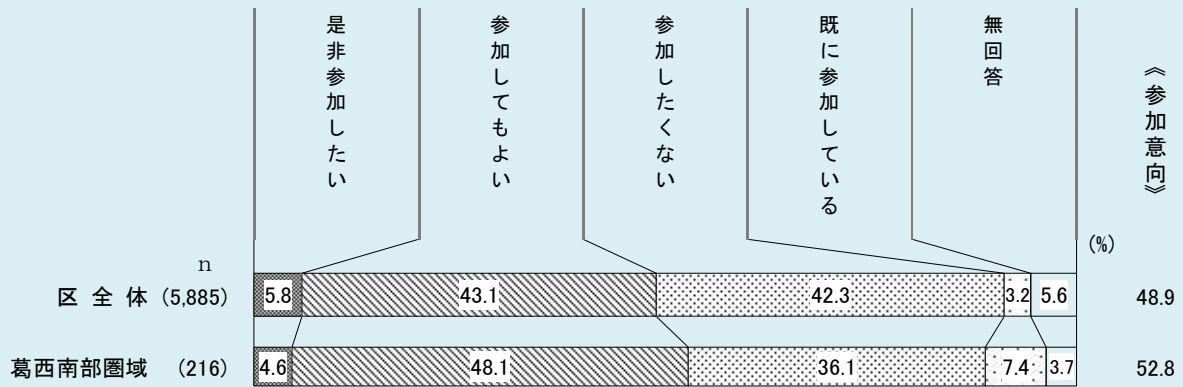 是非参加したい
参加してもよい
参加したくない
既に参加している
無回答
《参加意向》
(%)
n
区 全 体 (5,885) 5.8 43.1 42.3 3.2 5.6 48.9
葛西南部圏域 (216) 4.6 48.1 36.1 7.4 3.7 52.8